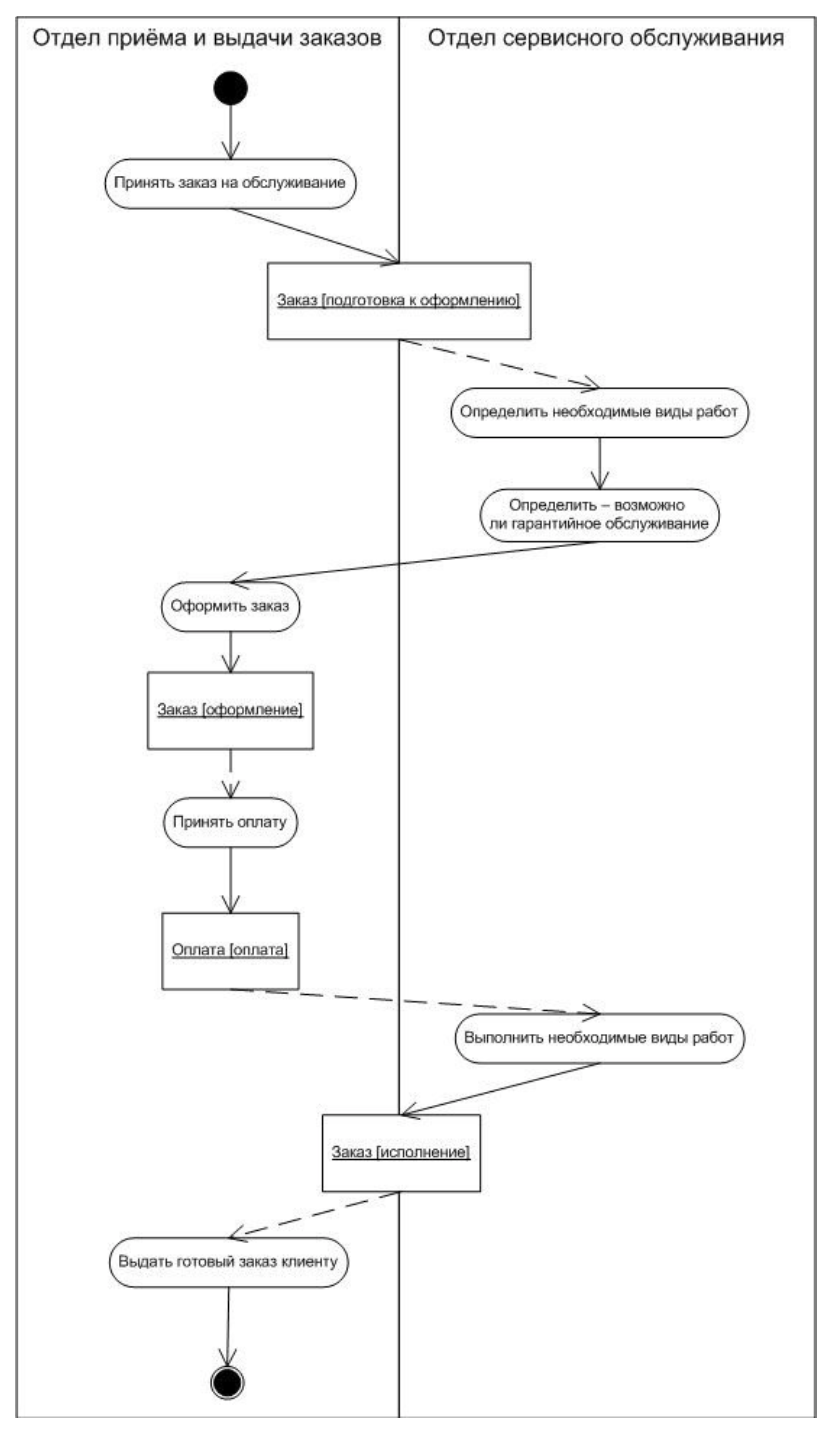 Отдел приёма и выдачи заказов
Отдел сервисного обслуживания
Принять заказ на обслуживание
Заказ [подготовка к оформлению]
Определить необходимые виды работ
Определить – возможно
ли гарантийное обслуживание
Оформить заказ
Заказ [оформление]
Принять оплату
Оплата [оплата]
Выполнить необходимые виды работ
Заказ [исполнение]
Выдать готовый заказ клиенту